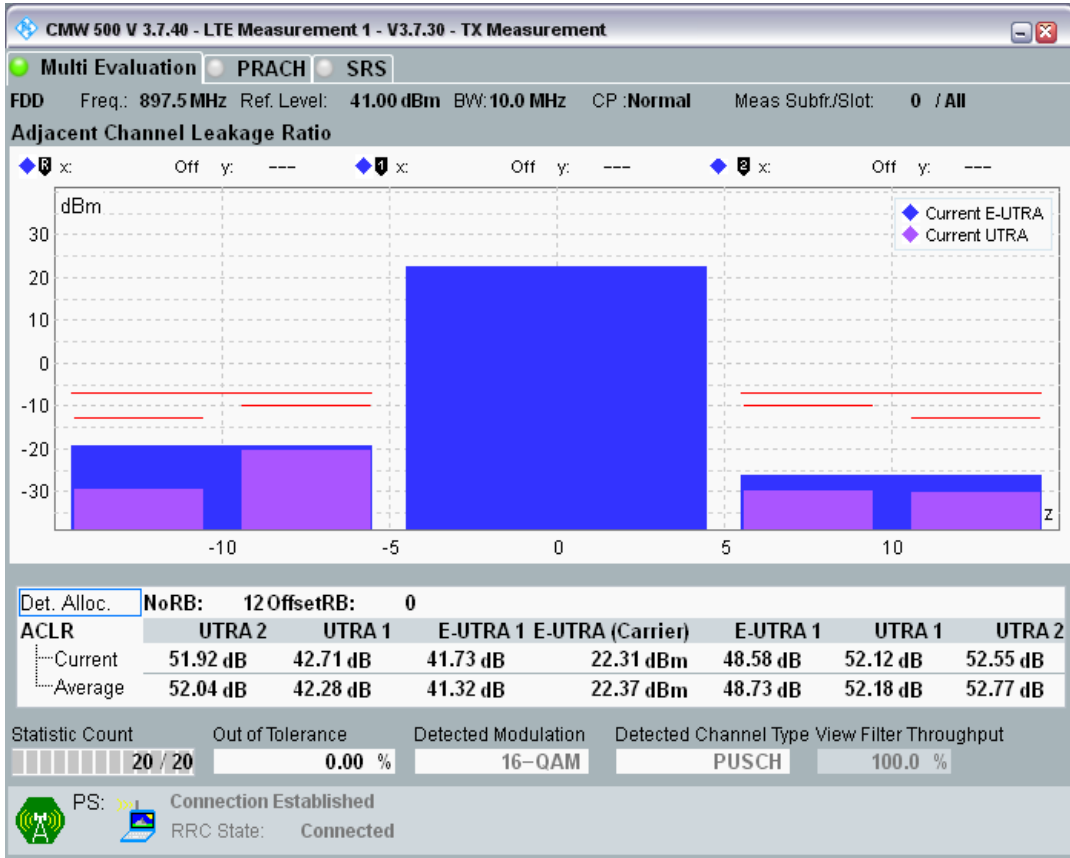 CMW 500 V 3.7.40 - LTE Measurement 1 - V3.7.30 - TX Measurement
Multi Evaluation PRACH SRS
FDD Freq.: 897.5 MHz Ref. Level: 41.00 dBm BW: 10.0 MHz CP :Normal Meas Subfr./Slot: 0 / All
Adjacent Channel Leakage Ratio
R x: Off y: --- 1 x: Off y: --- 2 x: Off y: ---
dBm
Current E-UTRA
Current UTRA
30
20
10
0
-10
-20
-30
z
-10 -5 0 5 10
Det. Alloc. NoRB: 12 OffsetRB: 0
ACLR UTRA 2 UTRA 1 E-UTRA 1 E-UTRA (Carrier) E-UTRA 1 UTRA 1 UTRA 2
Current 51.92 dB 42.71 dB 41.73 dB 22.31 dBm 48.58 dB 52.12 dB 52.55 dB
Average 52.04 dB 42.28 dB 41.32 dB 22.37 dBm 48.73 dB 52.18 dB 52.77 dB
Statistic Count Out of Tolerance Detected Modulation Detected Channel Type View Filter Throughput
20 / 20 0.00 % 16-QAM PUSCH 100.0 %
PS: Connection Established
RRC State: Connected